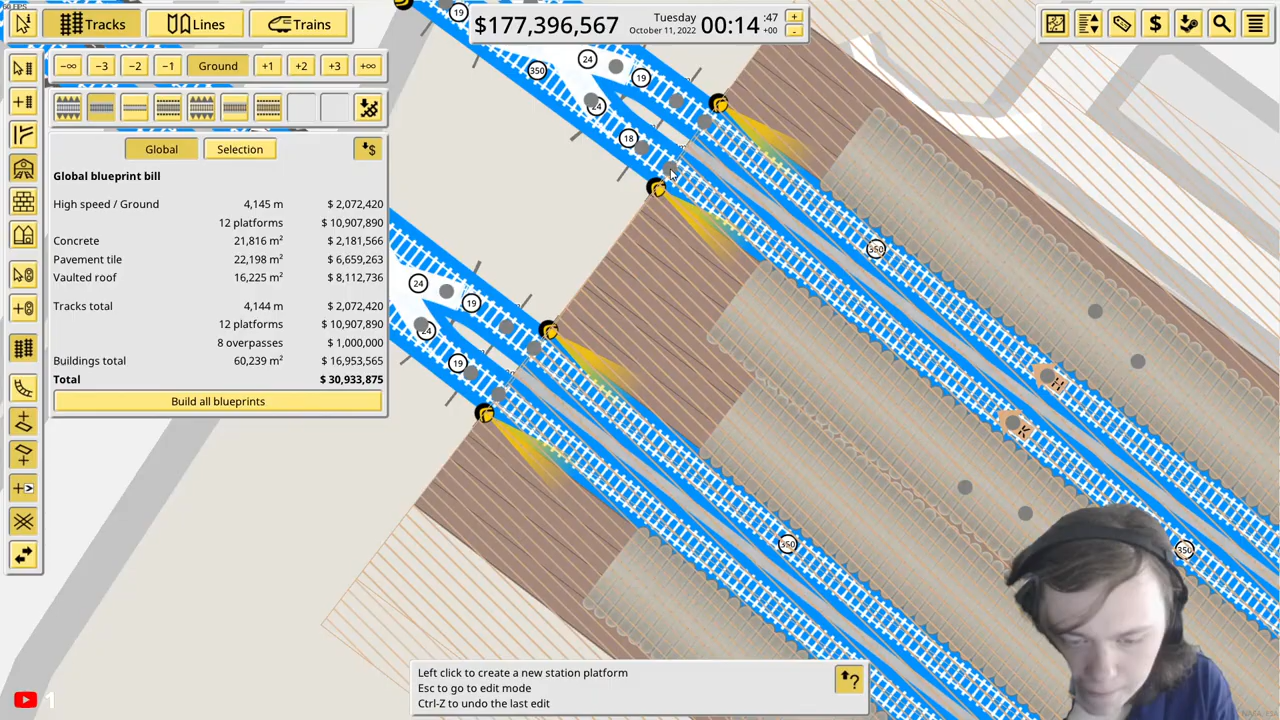 60 FPS
Tracks
Lines
Trains
$177,396,567
Tuesday
October 11, 2022
00:14
:47
+00
+
-
−∞
−3
−2
−1
Ground
+1
+2
+3
+∞
Global
Selection
Global blueprint bill
High speed / Ground 4,145 m $ 2,072,420
12 platforms $ 10,907,890
Concrete 21,816 m² $ 2,181,566
Pavement tile 22,198 m² $ 6,659,263
Vaulted roof 16,225 m² $ 8,112,736
Tracks total 4,144 m $ 2,072,420
12 platforms $ 10,907,890
8 overpasses $ 1,000,000
Buildings total 60,239 m² $ 16,953,565
Total $ 30,933,875
Build all blueprints
19
24
350
19
24
18
350
24
19
24
19
350
350
Left click to create a new station platform
Esc to go to edit mode
Ctrl-Z to undo the last edit
1